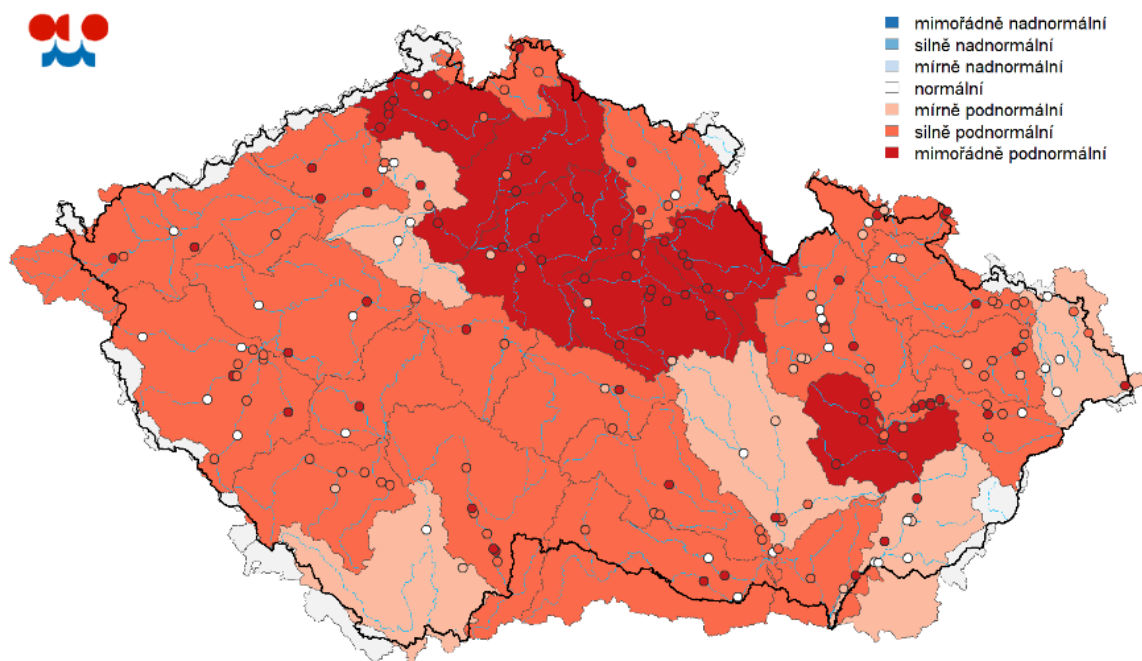 mimořádně nadnormální
silně nadnormální
mírně nadnormální
normální
mírně podnormální
silně podnormální
mimořádně podnormální